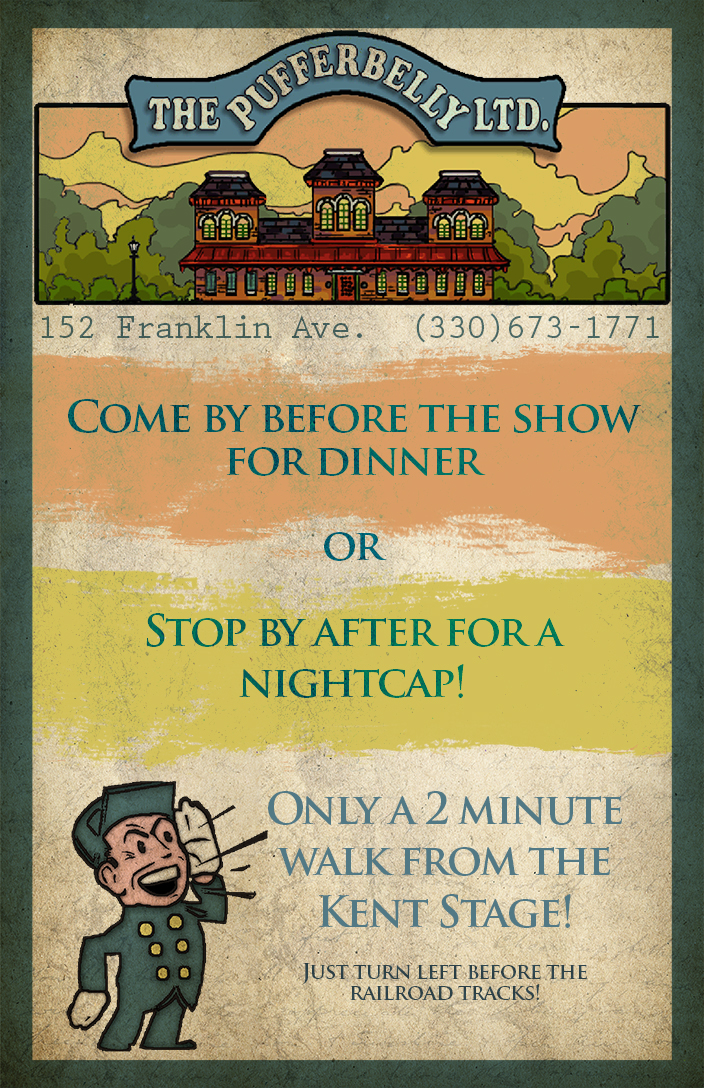 THE PUFFERBELLY LTD.
152 Franklin Ave. (330)673-1771
COME BY BEFORE THE SHOW
FOR DINNER
OR
STOP BY AFTER FOR A
NIGHTCAP!
ONLY A 2 MINUTE
WALK FROM THE
KENT STAGE!
JUST TURN LEFT BEFORE THE
RAILROAD TRACKS!